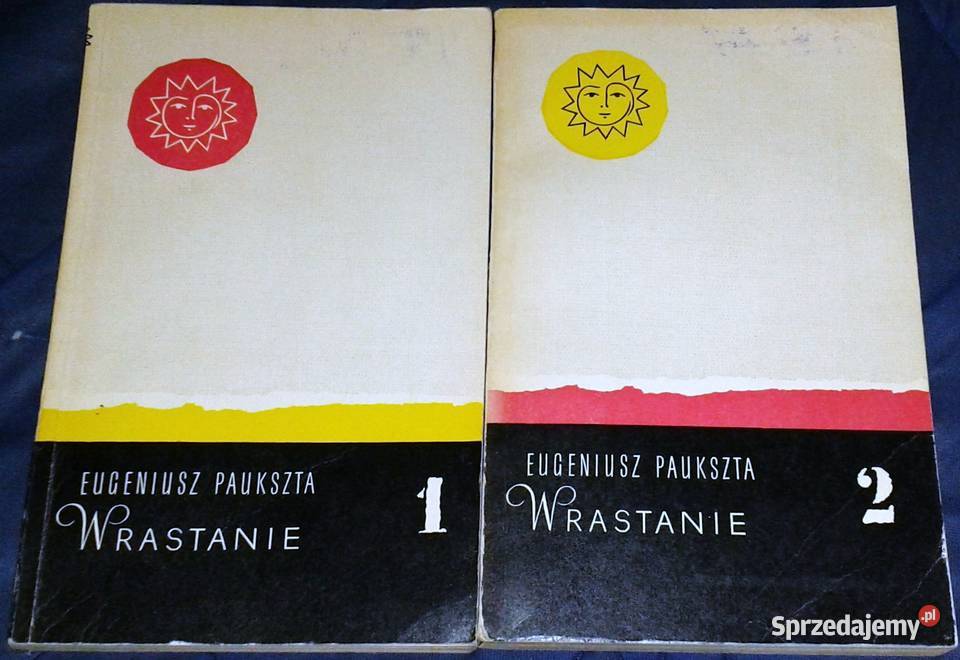 EUGENIUSZ PAUKSZTA
WRASTANIE
1
EUGENIUSZ PAUKSZTA
WRASTANIE
2
Sprzedajemy.pl